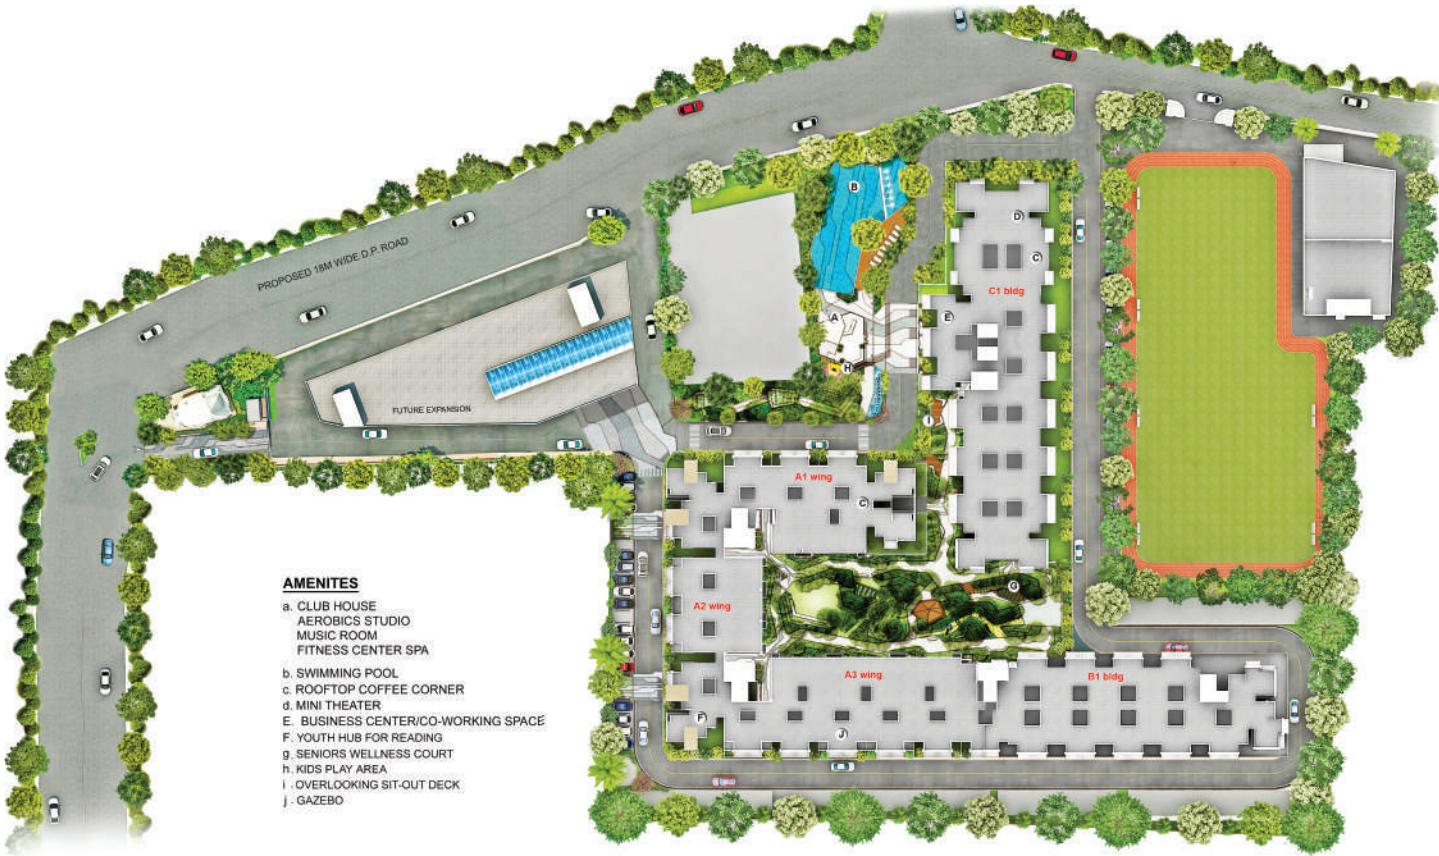 B
D
PROPOSED 18M WIDE D.P. ROAD
C
C1 bldg
A
E
H
FUTURE EXPANSION
I
A1 wing
C
AMENITES
a. CLUB HOUSE
AEROBICS STUDIO
MUSIC ROOM
FITNESS CENTER SPA
b. SWIMMING POOL
c. ROOFTOP COFFEE CORNER
d. MINI THEATER
E. BUSINESS CENTER/CO-WORKING SPACE
F. YOUTH HUB FOR READING
g. SENIORS WELLNESS COURT
h. KIDS PLAY AREA
i . OVERLOOKING SIT-OUT DECK
j . GAZEBO
G
A2 wing
A3 wing
B1 bldg
F
J